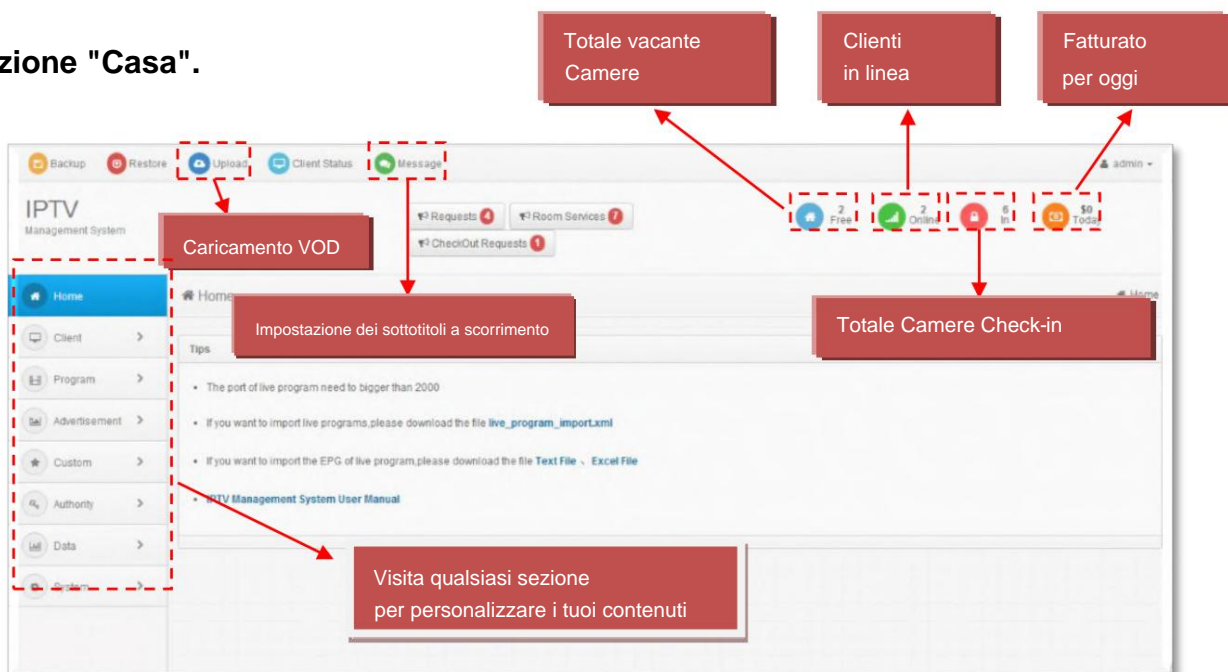 zione "Casa".
Totale vacante
Camere
Clienti
in linea
Fatturato
per oggi
Backup Restore Upload Client Status Message admin
IPTV
Management System
Requests 4 Room Services 7
CheckOut Requests 1
2
Free
2
Online
6
In
$0
Today
Caricamento VOD
Impostazione dei sottotitoli a scorrimento
Totale Camere Check-in
Home
Home
Home
Client
Program
Advertisement
Custom
Authority
Data
System
Tips
• The port of live program need to bigger than 2000
• If you want to import live programs,please download the file live_program_import.xml
• If you want to import the EPG of live program,please download the file Text File 、 Excel File
• IPTV Management System User Manual
Visita qualsiasi sezione
per personalizzare i tuoi contenuti